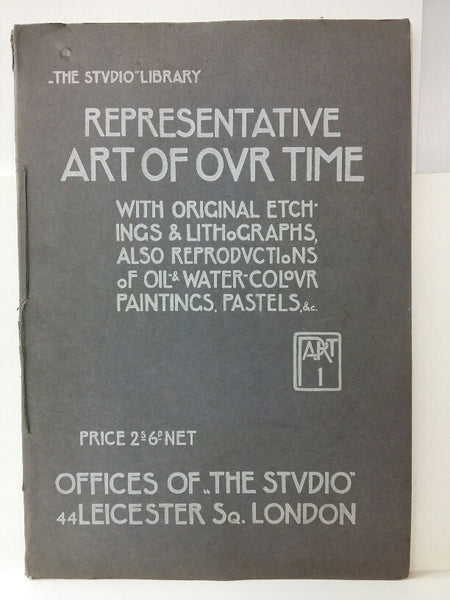 „THE STVDIO" LIBRARY
REPRESENTATIVE
ART OF OVR TIME
WITH ORIGINAL ETCH-
INGS & LITHOGRAPHS,
ALSO REPRODVCTIONS
OF OIL-& WATER-COLOVR
PAINTINGS, PASTELS, &c.
PART
1
PRICE 2S 6D NET
OFFICES OF „THE STVDIO"
44 LEICESTER SQ. LONDON